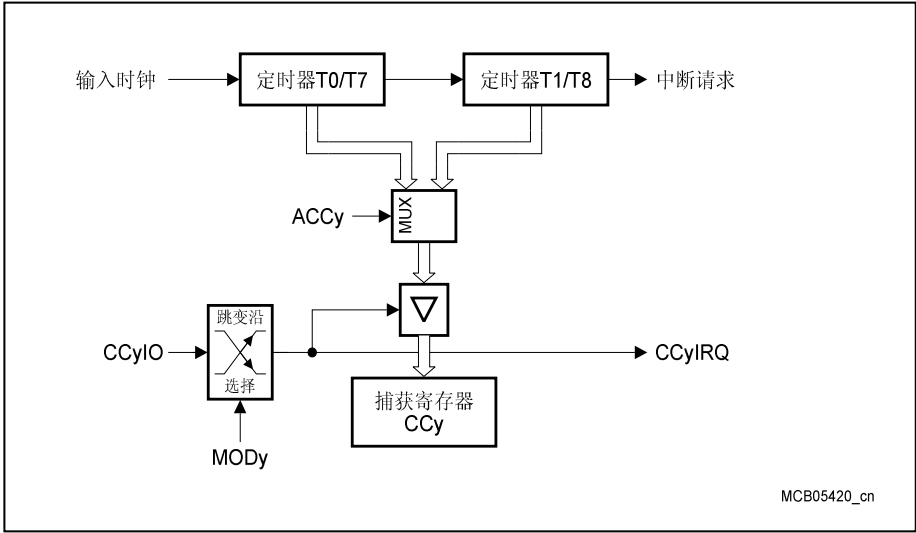 输入时钟
定时器T0/T7
定时器T1/T8
中断请求
ACCy
MUX
跳变沿
CCyIO
选择
CCyIRQ
捕获寄存器
CCy
MODy
MCB05420_cn